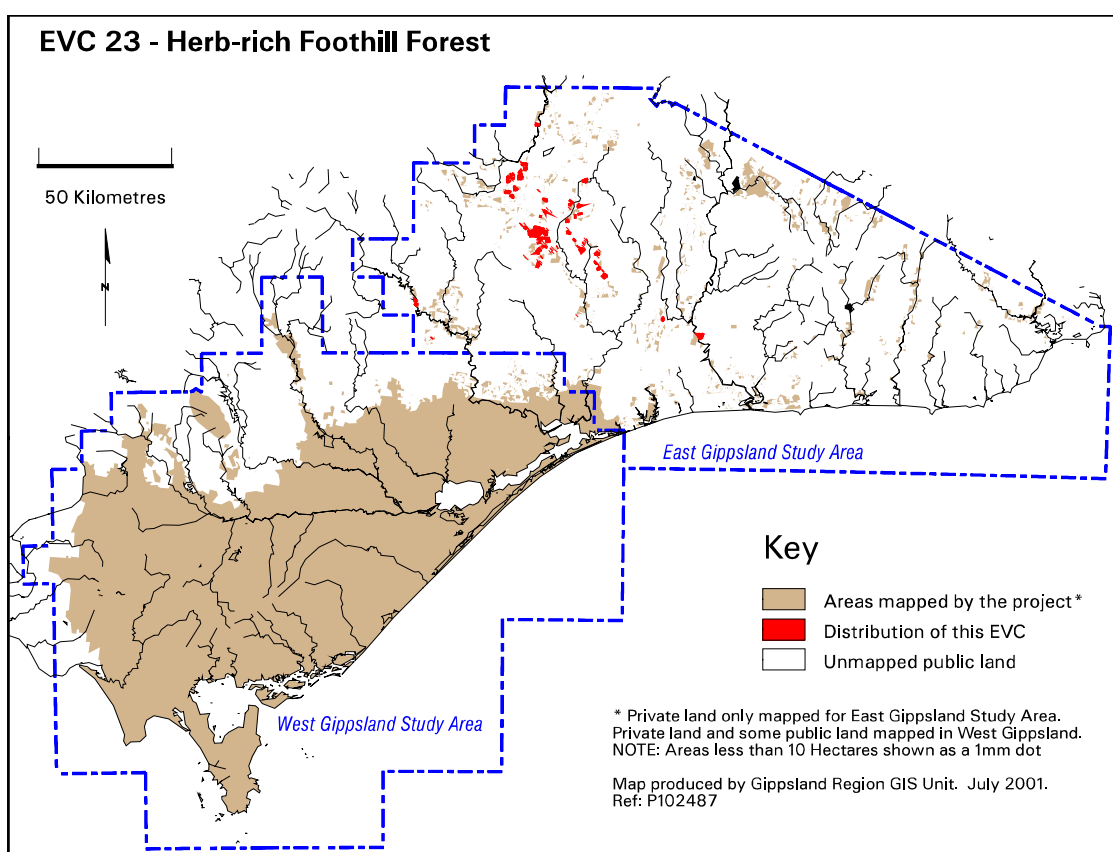 EVC 23 - Herb-rich Foothill Forest
50 Kilometres
N
East Gippsland Study Area
West Gippsland Study Area
Key
Areas mapped by the project*
Distribution of this EVC
Unmapped public land
* Private land only mapped for East Gippsland Study Area.
Private land and some public land mapped in West Gippsland.
NOTE: Areas less than 10 Hectares shown as a 1mm dot
Map produced by Gippsland Region GIS Unit. July 2001.
Ref: P102487